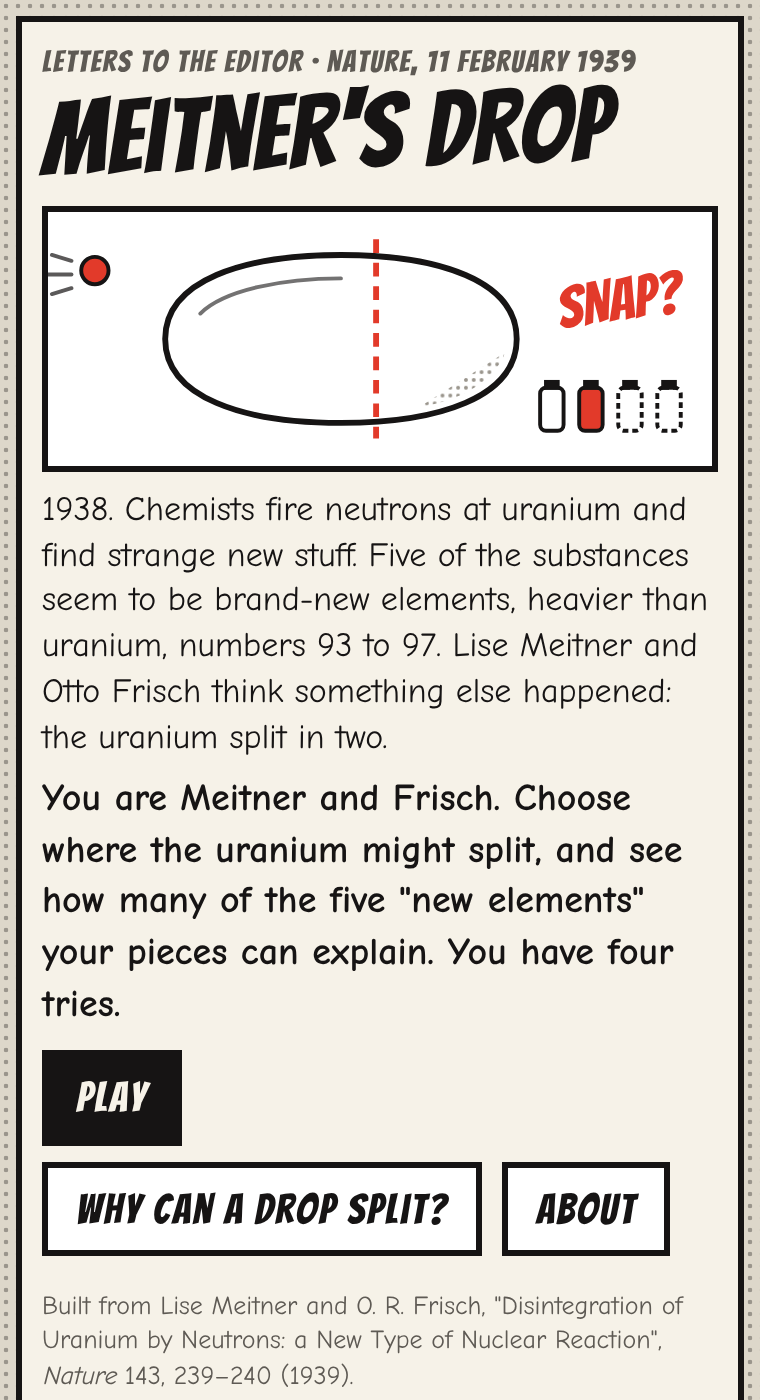 LETTERS TO THE EDITOR • NATURE, 11 FEBRUARY 1939
MEITNER'S DROP
SNAP?
1938. Chemists fire neutrons at uranium and
find strange new stuff. Five of the substances
seem to be brand-new elements, heavier than
uranium, numbers 93 to 97. Lise Meitner and
Otto Frisch think something else happened:
the uranium split in two.
You are Meitner and Frisch. Choose
where the uranium might split, and see
how many of the five "new elements"
your pieces can explain. You have four
tries.
PLAY
WHY CAN A DROP SPLIT?
ABOUT
Built from Lise Meitner and O. R. Frisch, "Disintegration of
Uranium by Neutrons: a New Type of Nuclear Reaction",
Nature 143, 239–240 (1939).